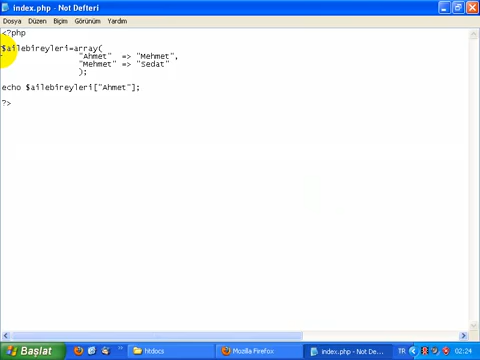 index.php - Not Defteri
Dosya Düzen Biçim Görünüm Yardım
<?php
$ailebireyleri=array(
"Ahmet" => "Mehmet",
"Mehmet" => "Sedat"
);
echo $ailebireyleri["Ahmet"];
?>
Başlat htdocs Mozilla Firefox index.php - Not De... TR 02:24